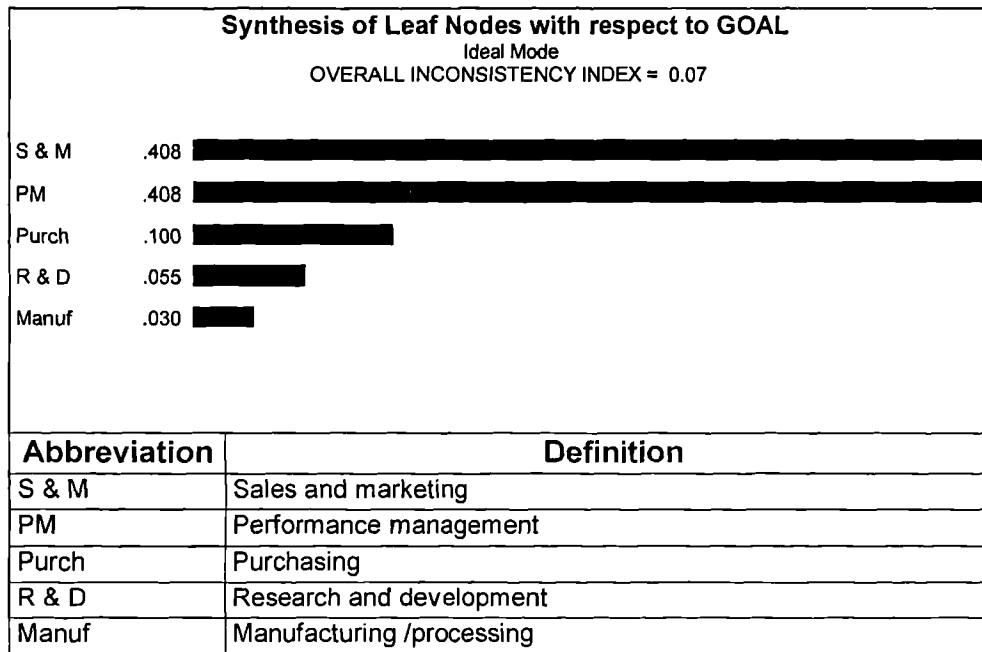 Synthesis of Leaf Nodes with respect to GOAL
Ideal Mode
OVERALL INCONSISTENCY INDEX = 0.07
S & M .408
PM .408
Purch .100
R & D .055
Manuf .030
Abbreviation Definition
S & M Sales and marketing
PM Performance management
Purch Purchasing
R & D Research and development
Manuf Manufacturing /processing